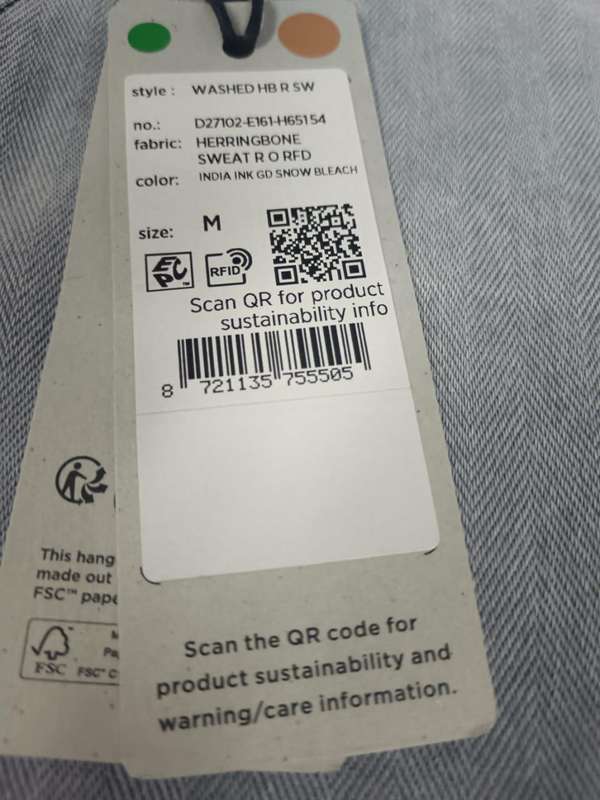 style : WASHED HB R SW
no.: D27102-E161-H65154
fabric: HERRINGBONE
SWEAT R O RFD
color: INDIA INK GD SNOW BLEACH
size: M
EPC™
RFID
Scan QR for product
sustainability info
8 721135 755505
This hang
made out
FSC™ pape
FSC FSC® C
Scan the QR code for
product sustainability and
warning/care information.